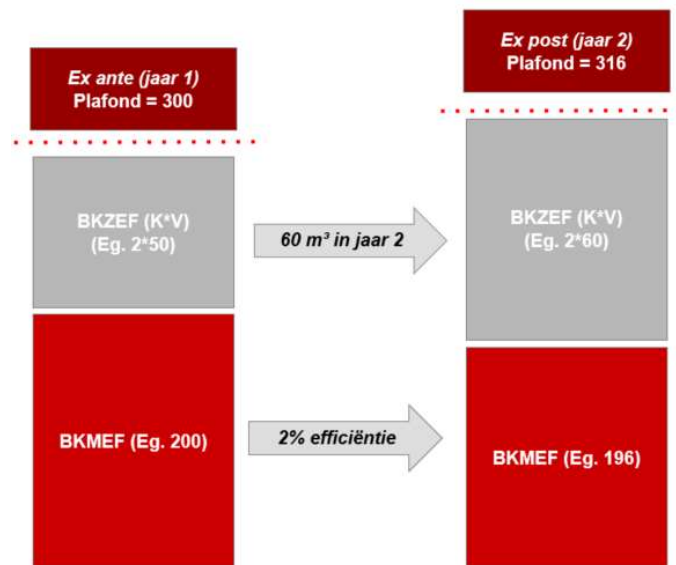 Ex ante (jaar 1)
Plafond = 300
Ex post (jaar 2)
Plafond = 316
BKZEF (K*V)
(Eg. 2*50)
60 m³ in jaar 2
BKZEF (K*V)
(Eg. 2*60)
BKMEF (Eg. 200)
2% efficiëntie
BKMEF (Eg. 196)